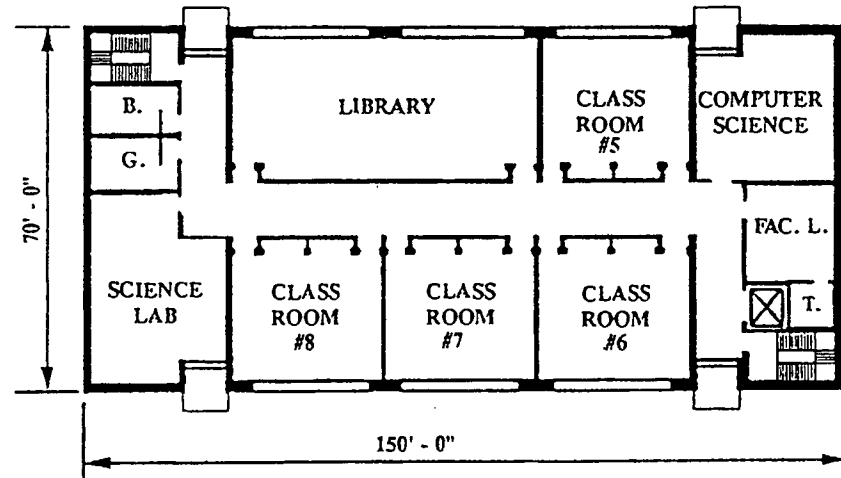 B.
G.
LIBRARY
CLASS
ROOM
#5
COMPUTER
SCIENCE
70' - 0"
FAC. L.
T.
SCIENCE
LAB
CLASS
ROOM
#8
CLASS
ROOM
#7
CLASS
ROOM
#6
150' - 0"